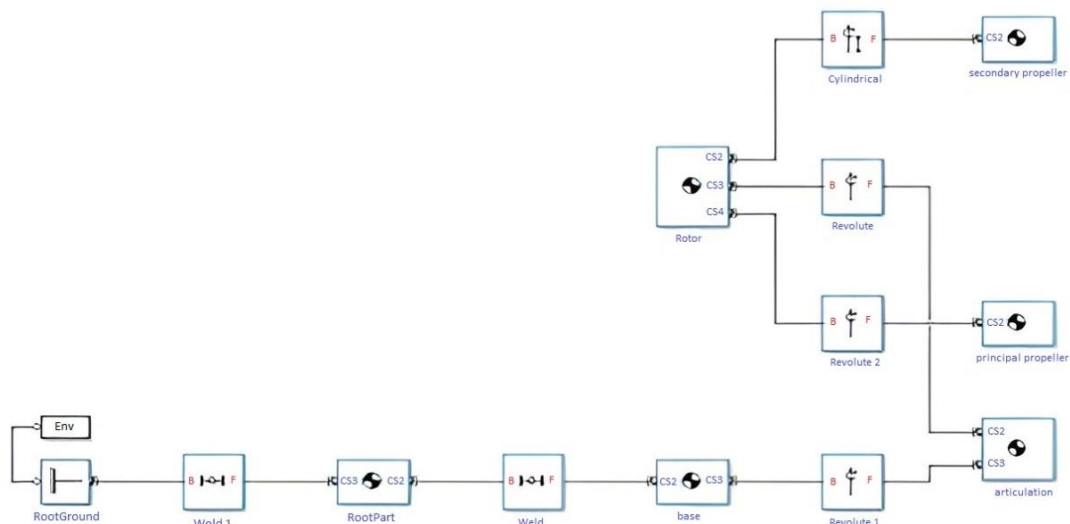 B F
CS2
Cylindrical
secondary propeller
CS2
CS3
CS4
Rotor
B F
Revolute
B F
Revolute 2
CS2
principal propeller
Env
RootGround
B F
Weld 1
CS3 CS2
RootPart
B F
Weld
CS2 CS3
base
B F
Revolute 1
CS2
CS3
articulation